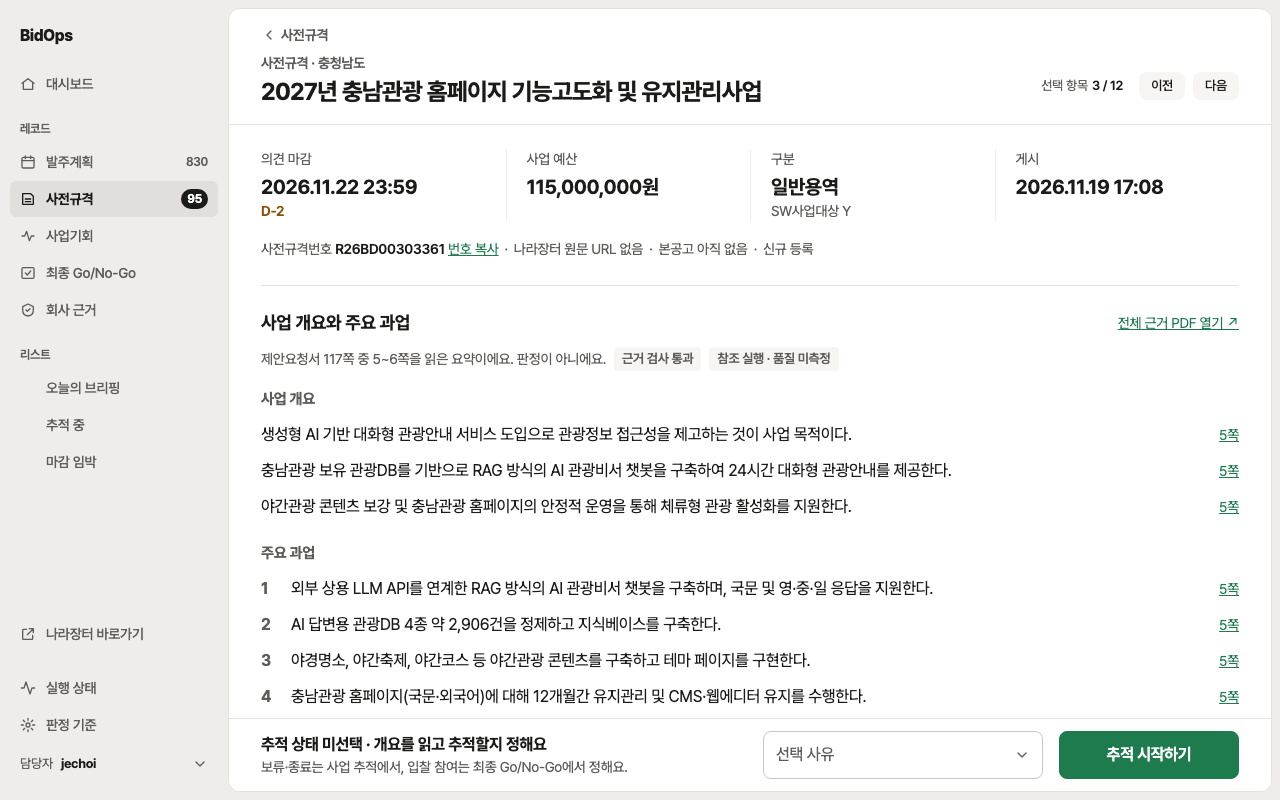 BidOps
대시보드
레코드
발주계획 830
사전규격 95
사업기회
최종 Go/No-Go
회사 근거
리스트
오늘의 브리핑
추적 중
마감 임박
나라장터 바로가기
실행 상태
판정 기준
담당자 jechoi
사전규격
사전규격 · 충청남도
2027년 충남관광 홈페이지 기능고도화 및 유지관리사업
선택 항목 3 / 12 이전 다음
의견 마감
2026.11.22 23:59
D-2
사업 예산
115,000,000원
구분
일반용역
SW사업대상 Y
게시
2026.11.19 17:08
사전규격번호 R26BD00303361 번호 복사 · 나라장터 원문 URL 없음 · 본공고 아직 없음 · 신규 등록
사업 개요와 주요 과업 전체 근거 PDF 열기 ↗
제안요청서 117쪽 중 5~6쪽을 읽은 요약이에요. 판정이 아니에요. 근거 검사 통과 참조 실행 · 품질 미측정
사업 개요
생성형 AI 기반 대화형 관광안내 서비스 도입으로 관광정보 접근성을 제고하는 것이 사업 목적이다. 5쪽
충남관광 보유 관광DB를 기반으로 RAG 방식의 AI 관광비서 챗봇을 구축하여 24시간 대화형 관광안내를 제공한다. 5쪽
야간관광 콘텐츠 보강 및 충남관광 홈페이지의 안정적 운영을 통해 체류형 관광 활성화를 지원한다. 5쪽
주요 과업
1 외부 상용 LLM API를 연계한 RAG 방식의 AI 관광비서 챗봇을 구축하며, 국문 및 영·중·일 응답을 지원한다. 5쪽
2 AI 답변용 관광DB 4종 약 2,906건을 정제하고 지식베이스를 구축한다. 5쪽
3 야경명소, 야간축제, 야간코스 등 야간관광 콘텐츠를 구축하고 테마 페이지를 구현한다. 5쪽
4 충남관광 홈페이지(국문·외국어)에 대해 12개월간 유지관리 및 CMS·웹에디터 유지를 수행한다. 5쪽
추적 상태 미선택 · 개요를 읽고 추적할지 정해요
보류·종료는 사업 추적에서, 입찰 참여는 최종 Go/No-Go에서 정해요.
선택 사유
추적 시작하기